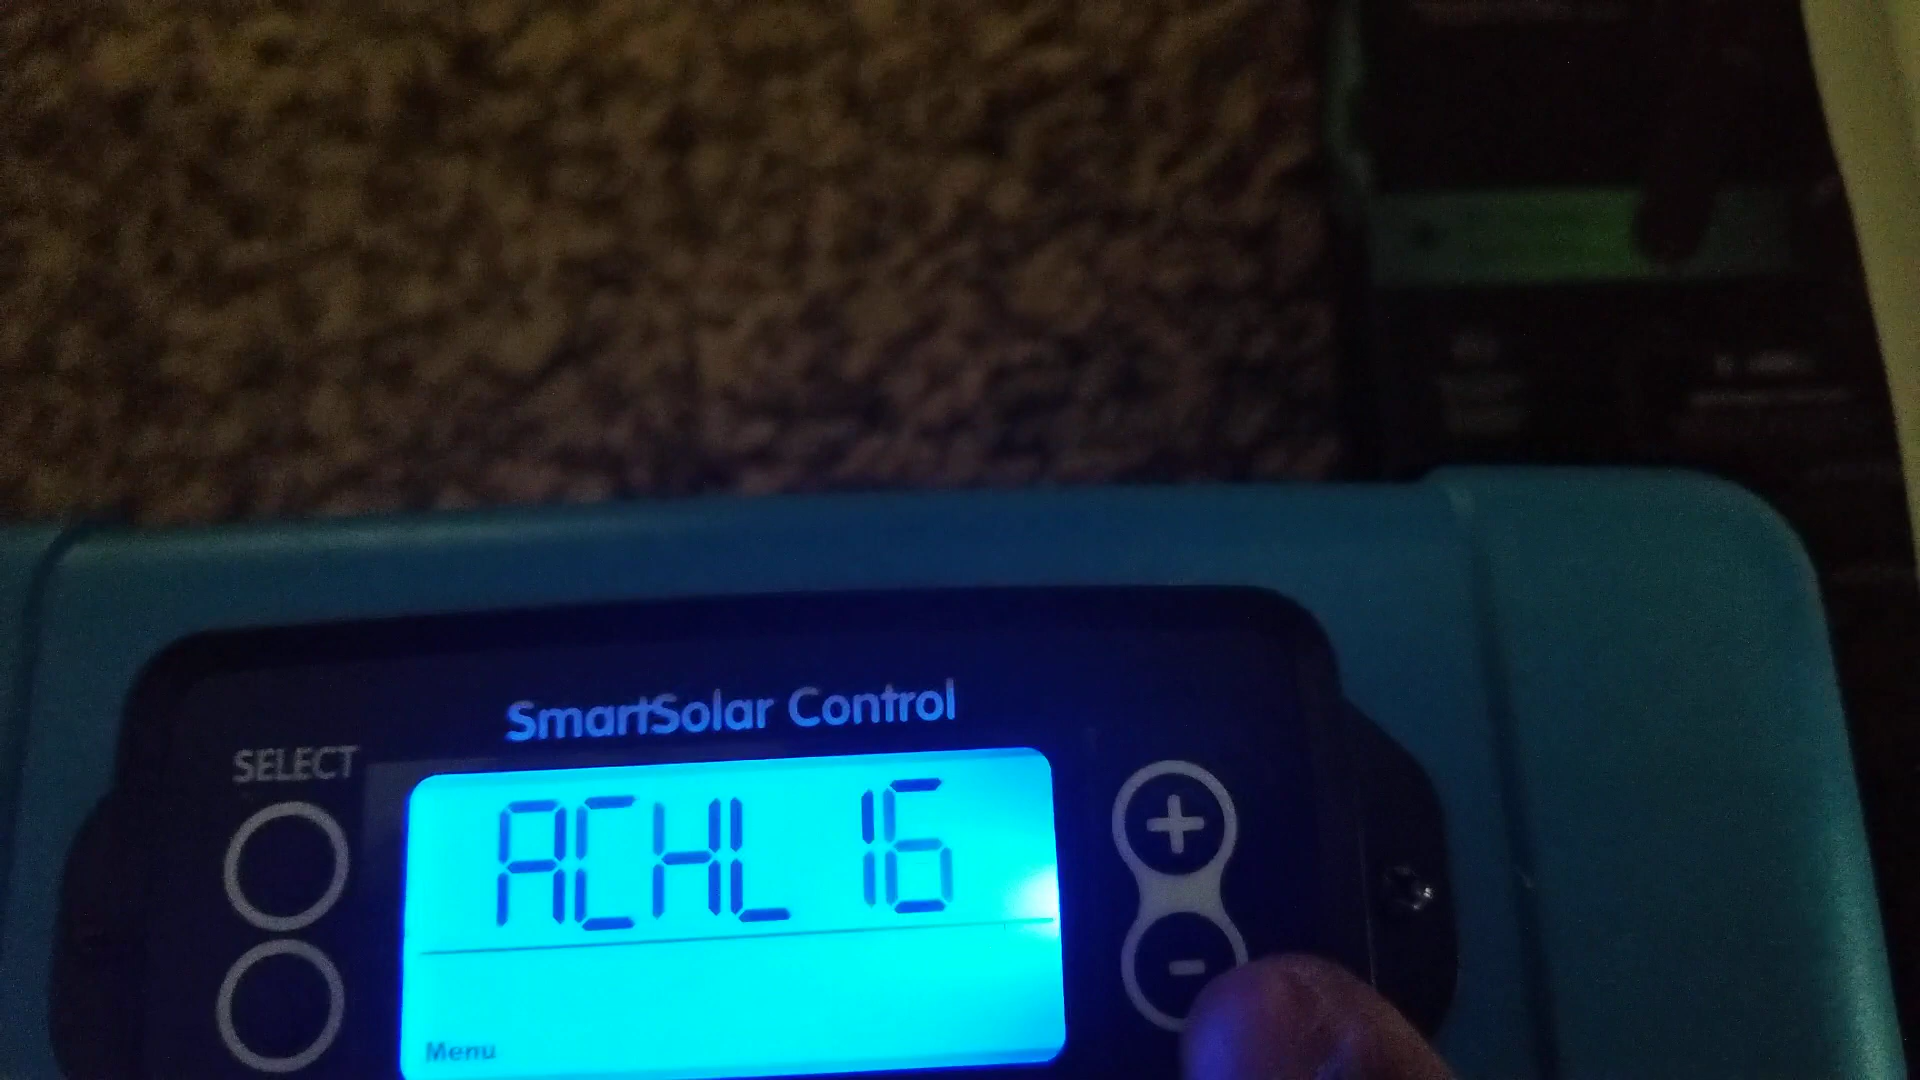 SmartSolar Control
SELECT
ACHL 16
+
-
Menu